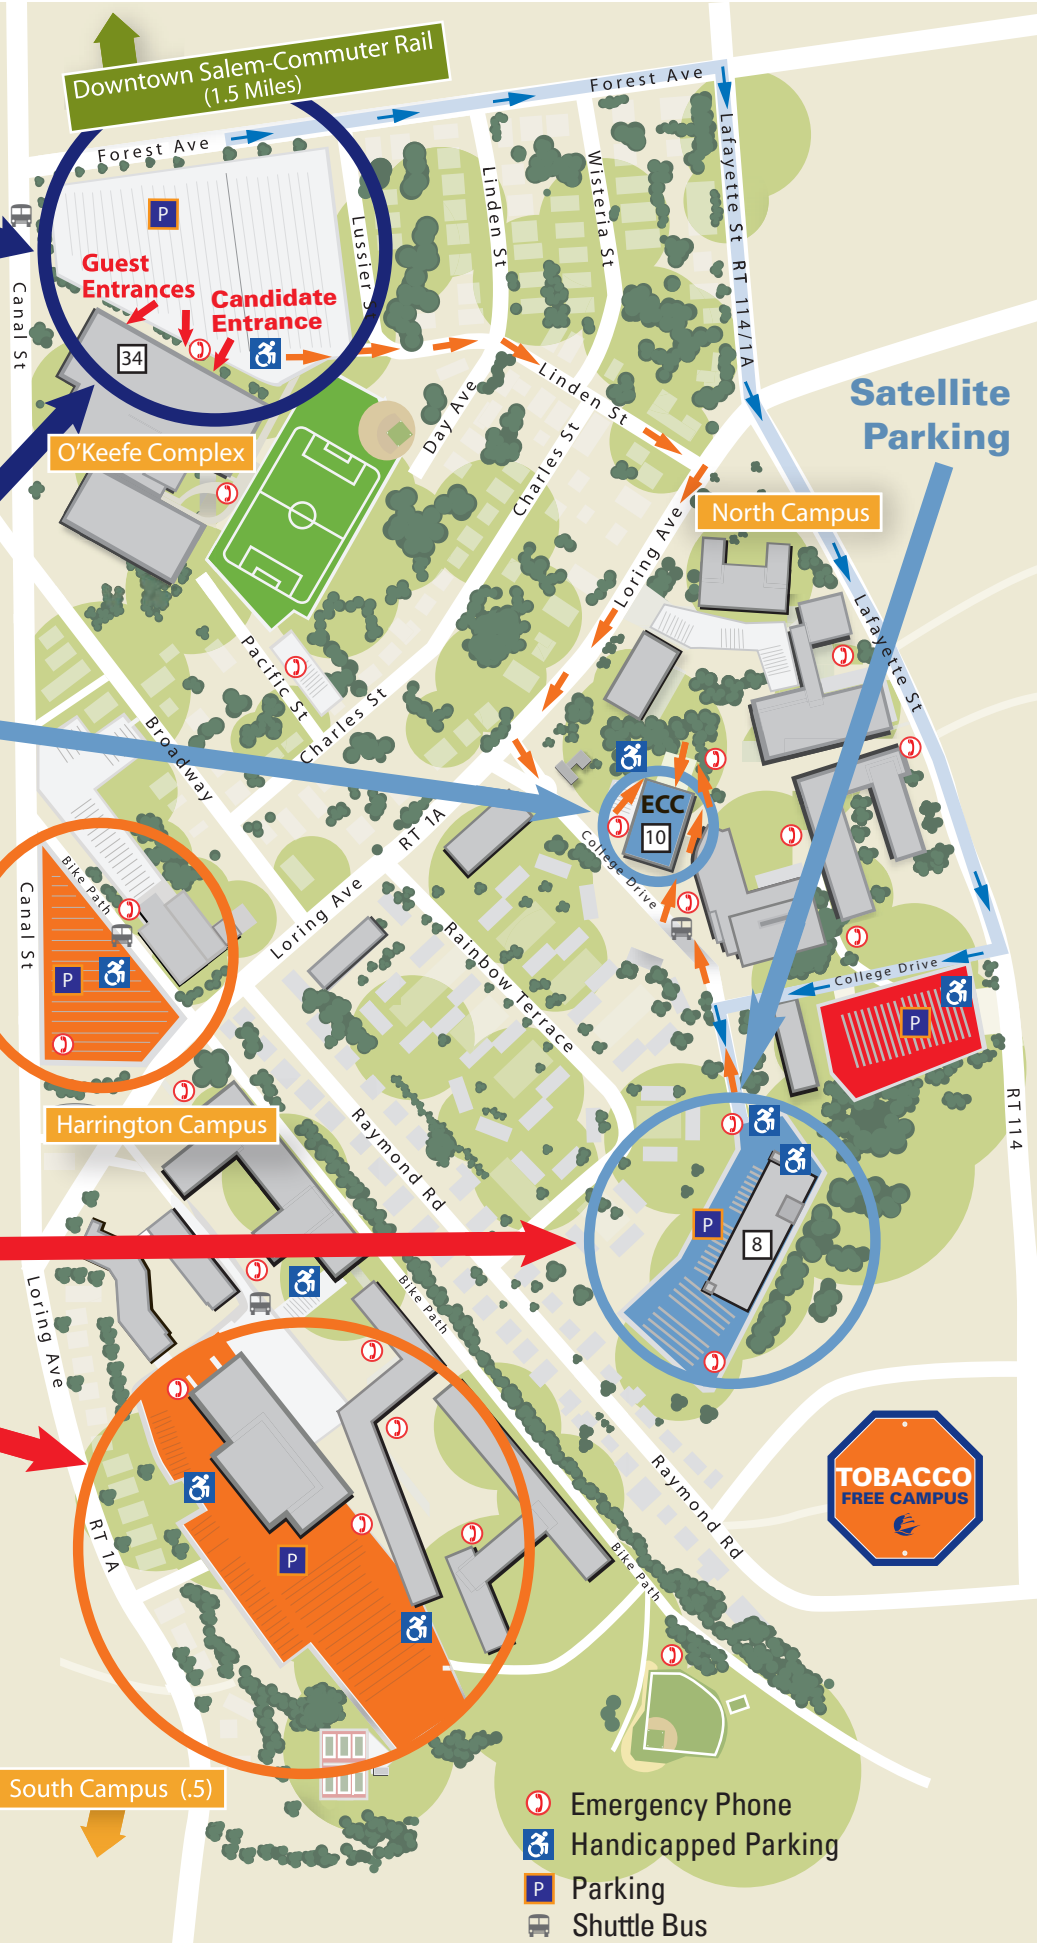 Downtown Salem-Commuter Rail
(1.5 Miles)
Forest Ave
Forest Ave
Lafayette St RT 114/1A
Wisteria St
Linden St
Lussier St
Canal St
P
Guest
Entrances
Candidate
Entrance
34
O'Keefe Complex
Day Ave
Linden St
Charles St
Satellite
Parking
North Campus
Loring Ave
Lafayette St
Pacific St
Charles St
Broadway
RT 1A
ECC
10
College Drive
Bike Path
Canal St
P
Loring Ave
Rainbow Terrace
College Drive
P
RT 114
Harrington Campus
Raymond Rd
P
8
Loring Ave
Bike Path
RT 1A
P
Raymond Rd
Bike Path
TOBACCO
FREE CAMPUS
South Campus (.5)
Emergency Phone
Handicapped Parking
P Parking
Shuttle Bus